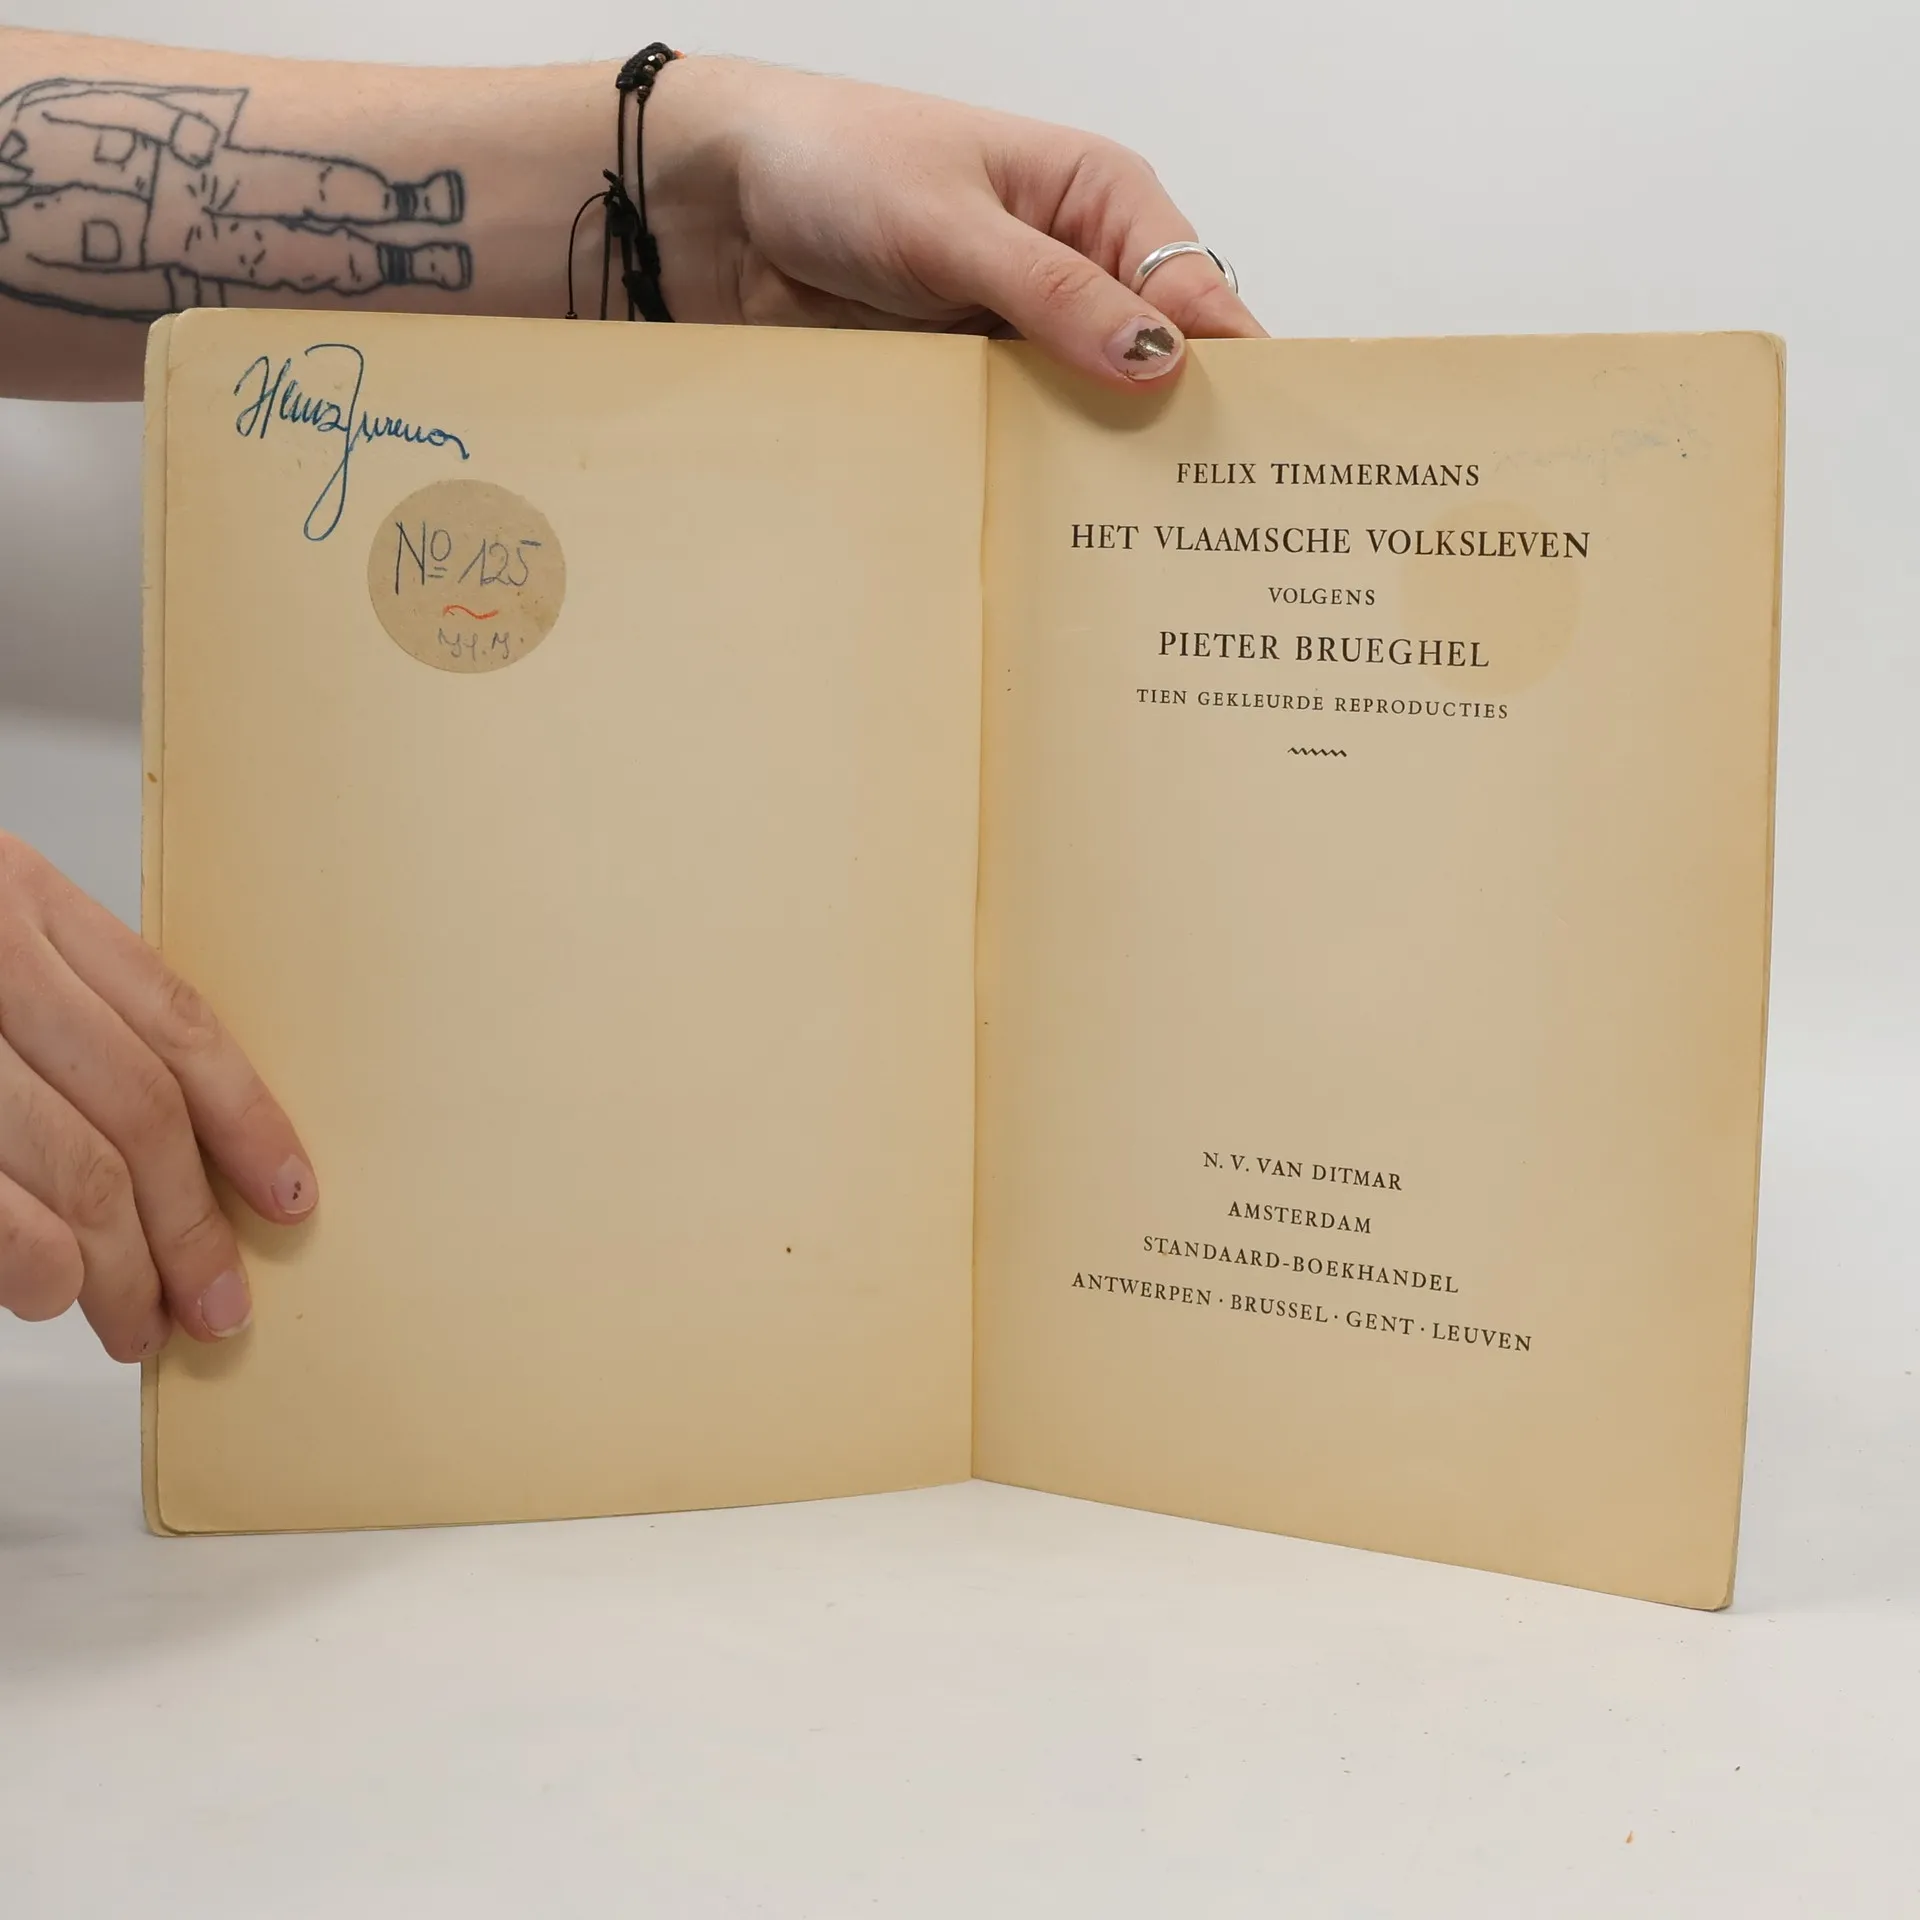 Hans
No 125
FELIX TIMMERMANS
HET VLAAMSCHE VOLKSLEVEN
VOLGENS
PIETER BRUEGHEL
TIEN GEKLEURDE REPRODUCTIES
N. V. VAN DITMAR
AMSTERDAM
STANDAARD-BOEKHANDEL
ANTWERPEN · BRUSSEL · GENT · LEUVEN